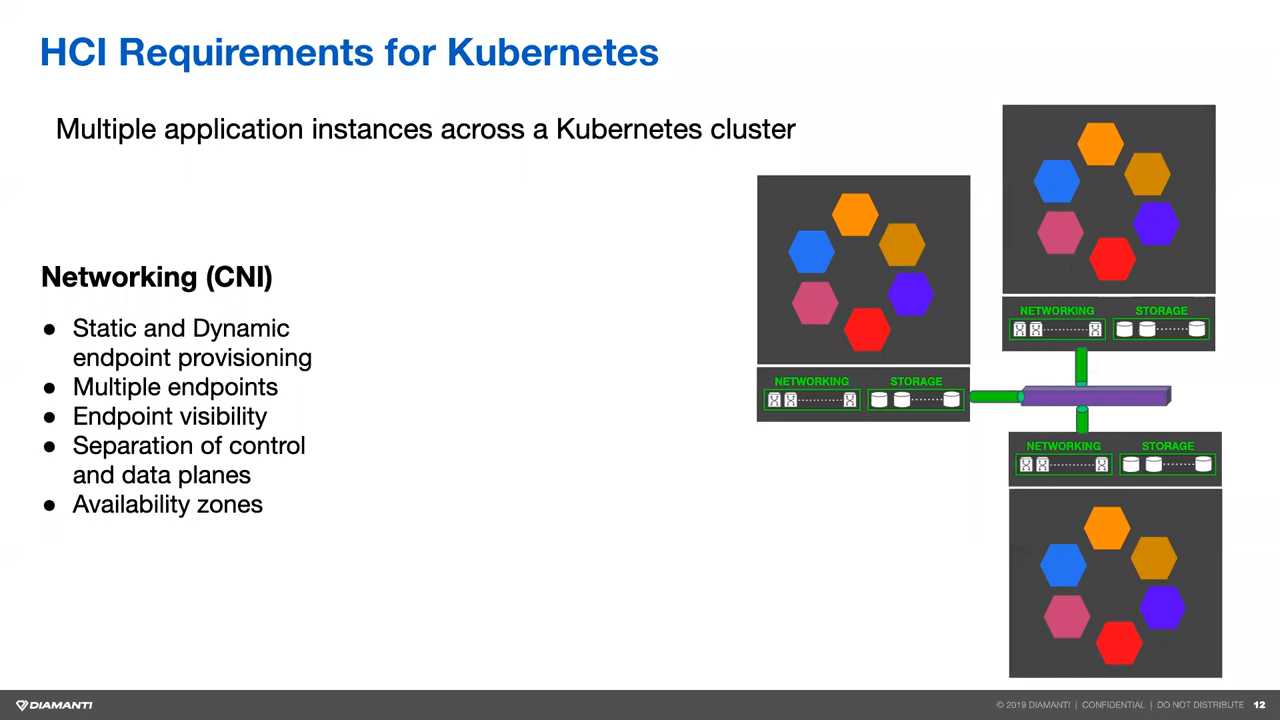 HCI Requirements for Kubernetes
Multiple application instances across a Kubernetes cluster
Networking (CNI)
● Static and Dynamic
endpoint provisioning
● Multiple endpoints
● Endpoint visibility
● Separation of control
and data planes
● Availability zones
NETWORKING STORAGE
NETWORKING STORAGE
NETWORKING STORAGE
DIAMANTI
© 2019 DIAMANTI | CONFIDENTIAL | DO NOT DISTRIBUTE 12